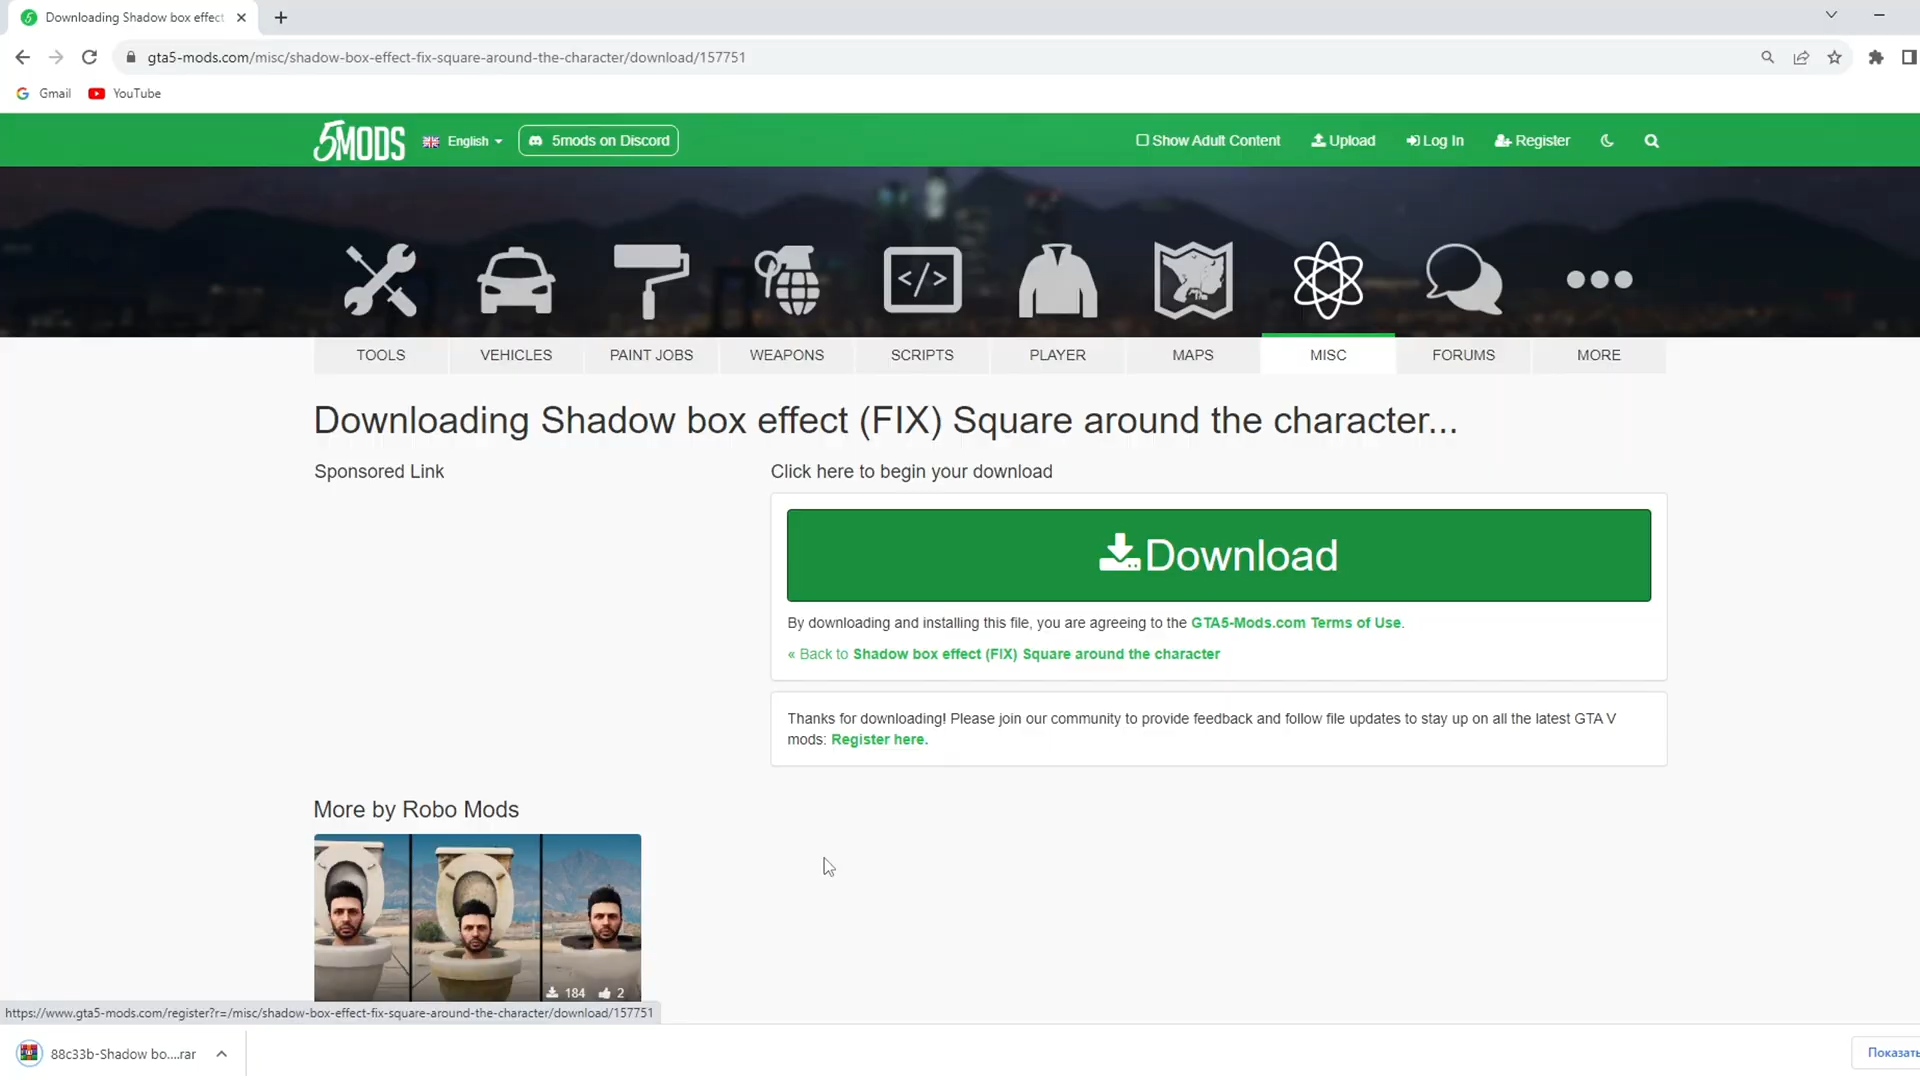 Downloading Shadow box effect
gta5-mods.com/misc/shadow-box-effect-fix-square-around-the-character/download/157751
Gmail YouTube
5MODS English 5mods on Discord Show Adult Content Upload Log In Register
</>
TOOLS VEHICLES PAINT JOBS WEAPONS SCRIPTS PLAYER MAPS MISC FORUMS MORE
Downloading Shadow box effect (FIX) Square around the character...
Sponsored Link
Click here to begin your download
Download
By downloading and installing this file, you are agreeing to the GTA5-Mods.com Terms of Use.
« Back to Shadow box effect (FIX) Square around the character
Thanks for downloading! Please join our community to provide feedback and follow file updates to stay up on all the latest GTA V
mods: Register here.
More by Robo Mods
184 2
https://www.gta5-mods.com/register?r=/misc/shadow-box-effect-fix-square-around-the-character/download/157751
88c33b-Shadow bo....rar
Показать